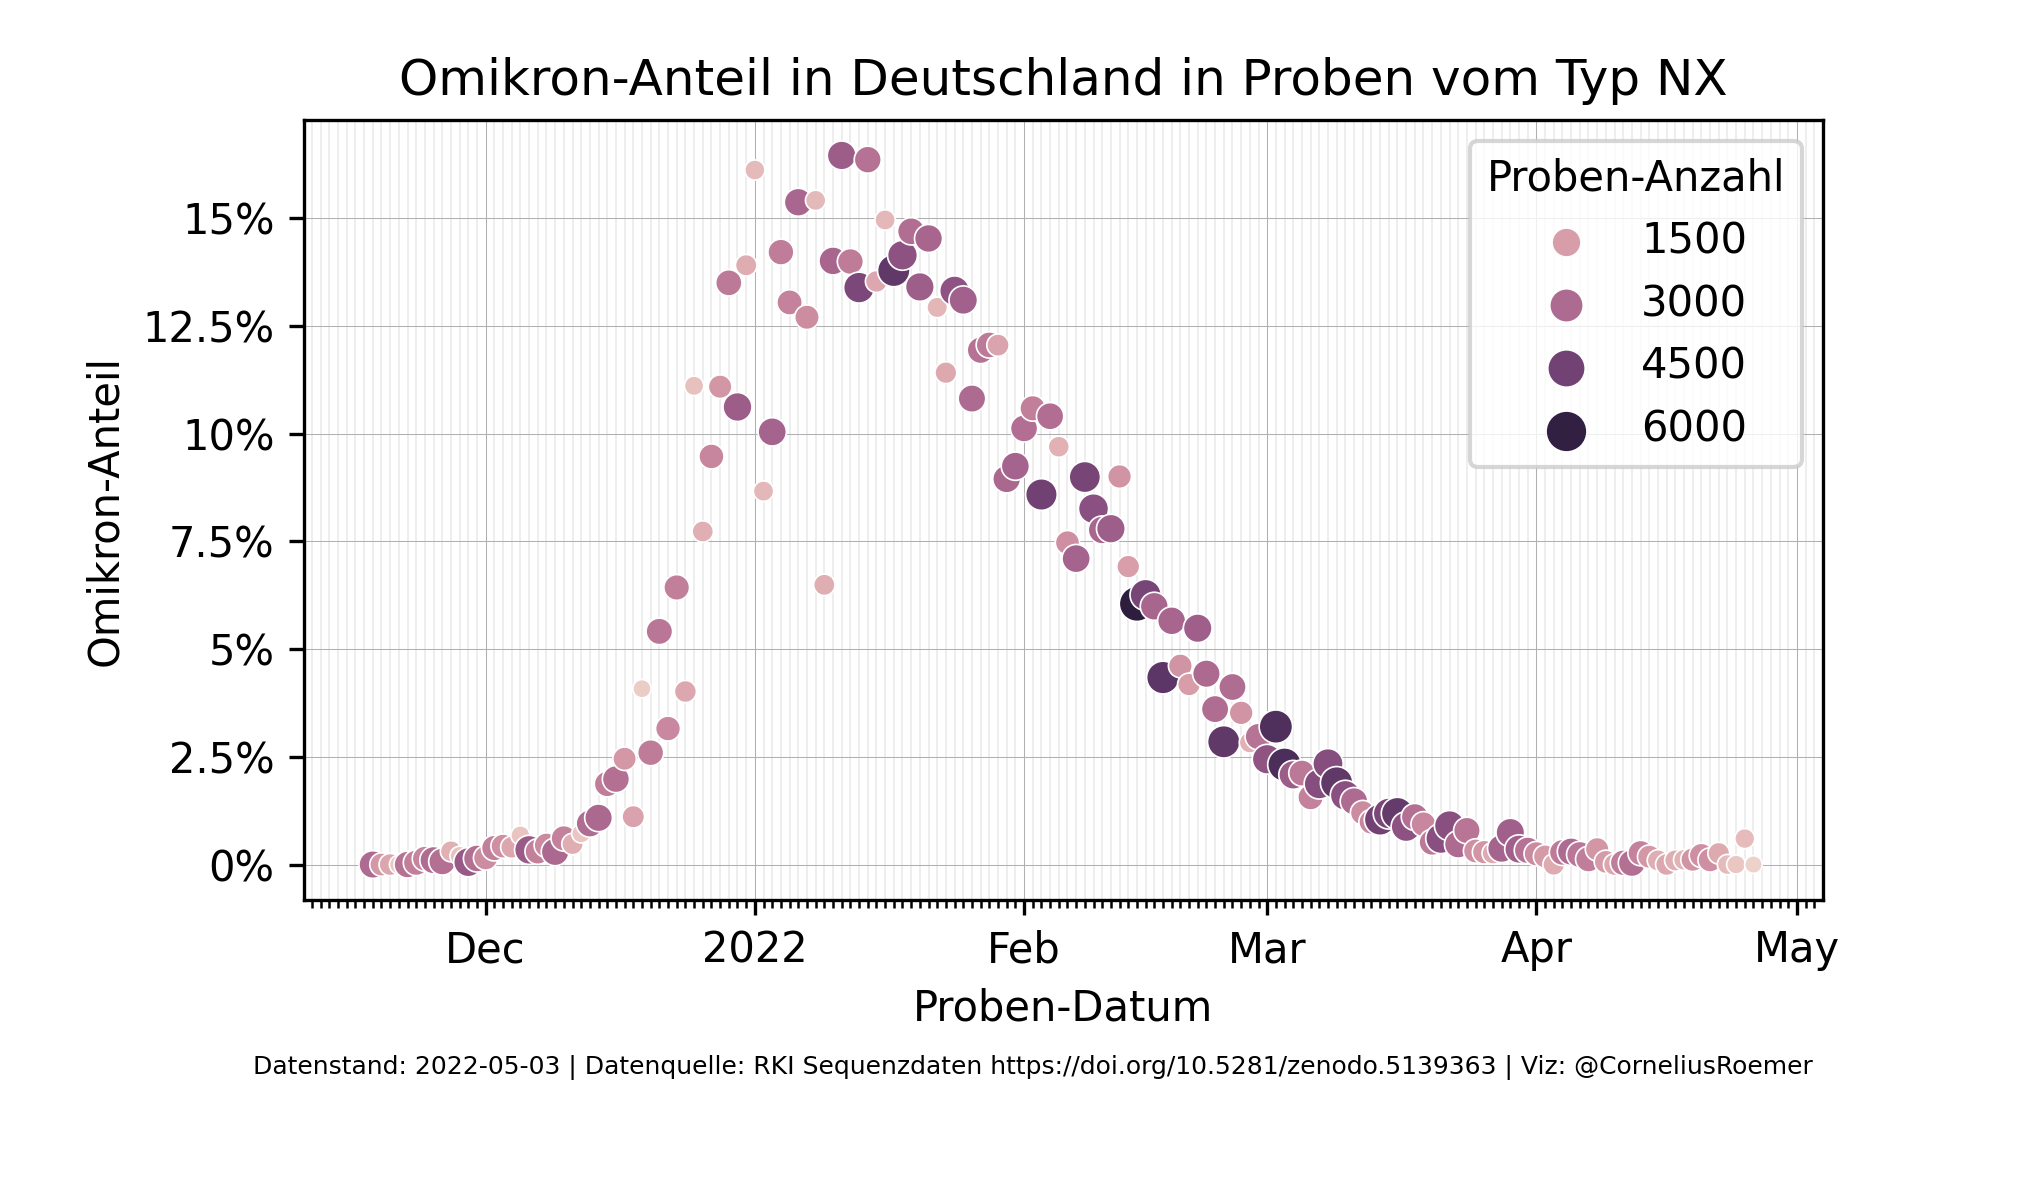 Omikron-Anteil in Deutschland in Proben vom Typ NX
Proben-Anzahl
1500
3000
4500
6000
15%
12.5%
10%
7.5%
5%
2.5%
0%
Omikron-Anteil
Dec 2022 Feb Mar Apr May
Proben-Datum
Datenstand: 2022-05-03 | Datenquelle: RKI Sequenzdaten https://doi.org/10.5281/zenodo.5139363 | Viz: @CorneliusRoemer